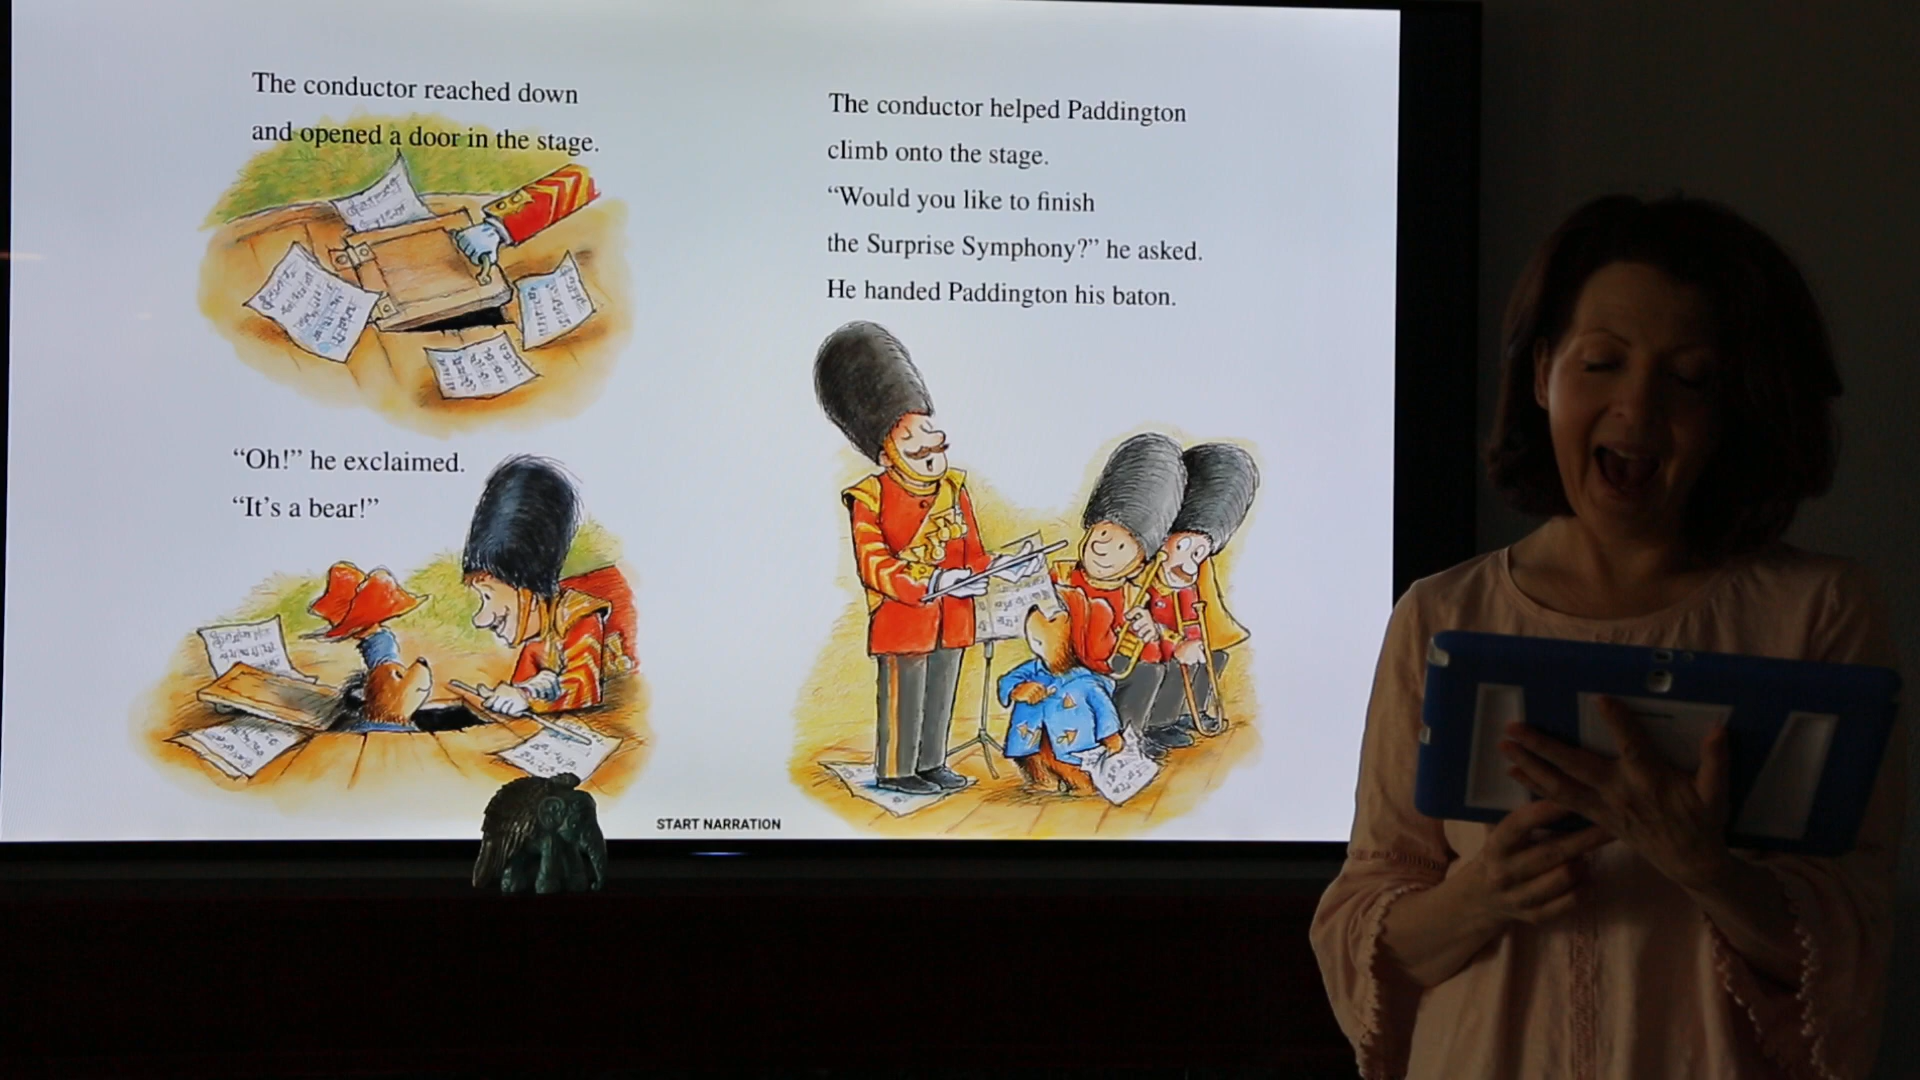 The conductor reached down
and opened a door in the stage.
“Oh!” he exclaimed.
“It’s a bear!”
The conductor helped Paddington
climb onto the stage.
“Would you like to finish
the Surprise Symphony?” he asked.
He handed Paddington his baton.
START NARRATION